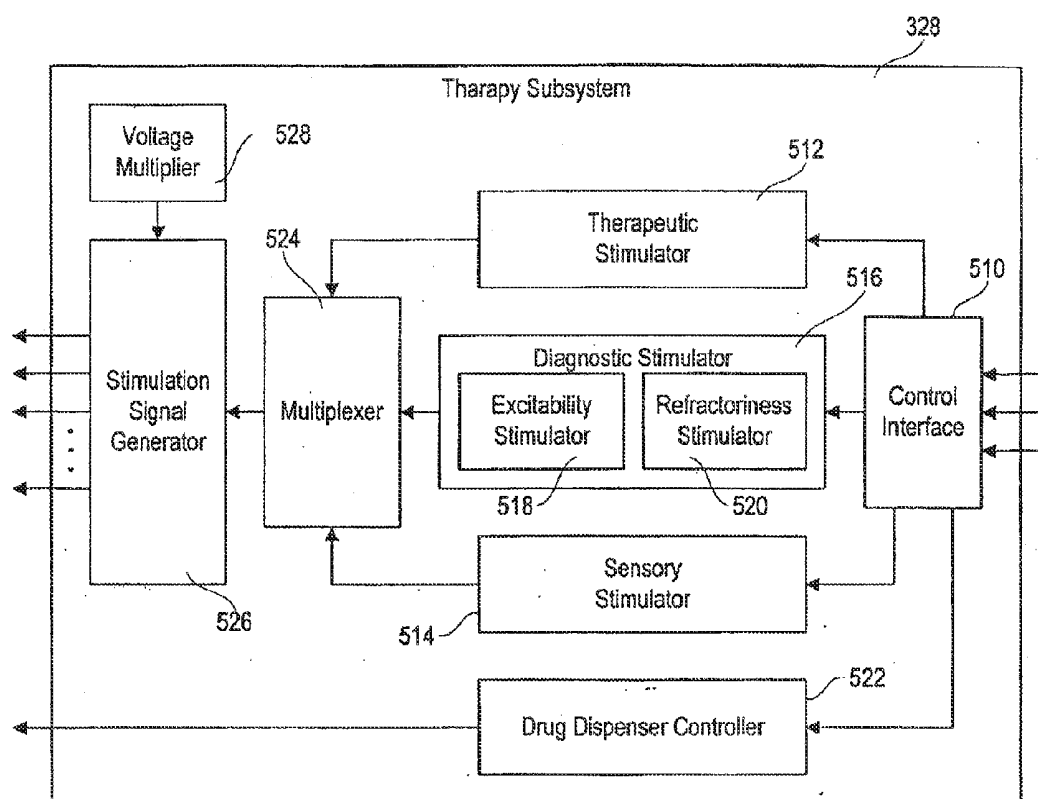 328
Tharapy Subsystem
Voltage
Multiplier
528
512
Therapeutic
Stimulator
524
516
510
Diagnostic Stimulator
Stimulation
Signal
Generator
Multiplexer
Excitability
Stimulator
Refractoriness
Stimulator
Control
Interface
518
520
Sensory
Stimulator
526
514
522
Drug Dispenser Controller